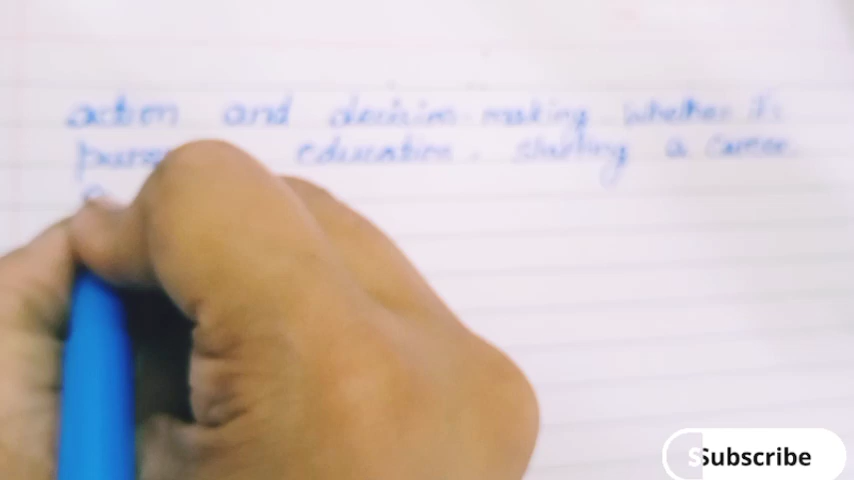 action and decision-making whether it's
education, starting a career
Subscribe